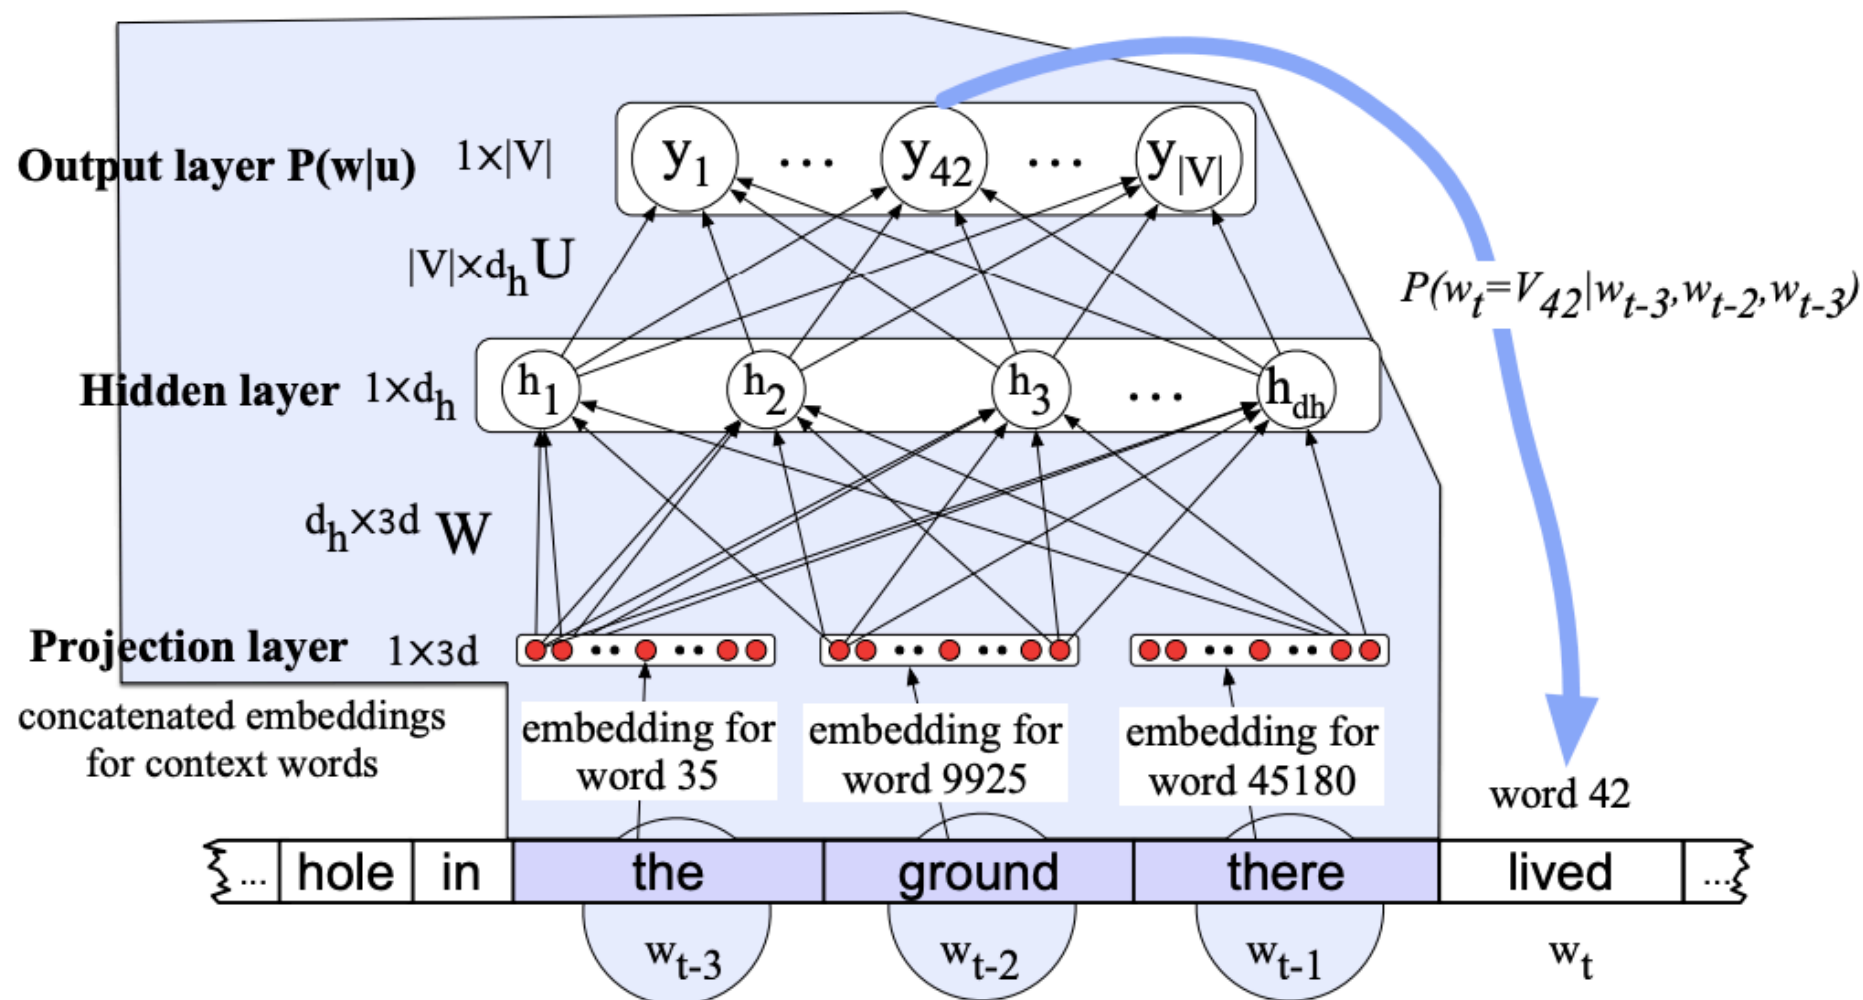 Output layer P(w|u) 1×|V|
y1 ... y42 ... y|V|
|V|×dh U
P(wt=V42|wt-3,wt-2,wt-3)
Hidden layer 1×dh
h1 h2 h3 ... hdh
dh×3d W
Projection layer 1×3d
concatenated embeddings
for context words
embedding for
word 35
embedding for
word 9925
embedding for
word 45180
word 42
... hole in the ground there lived ...
wt-3 wt-2 wt-1 wt